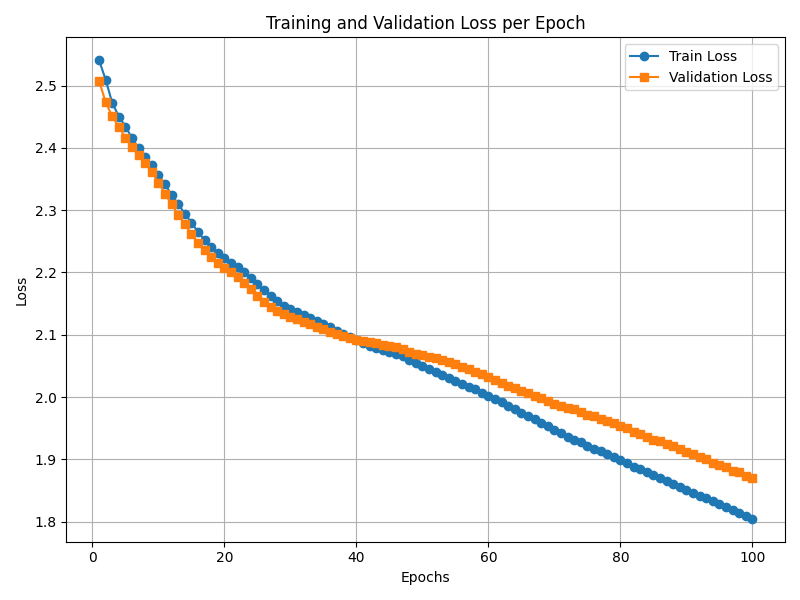 Training and Validation Loss per Epoch
Train Loss
Validation Loss
2.5
2.4
2.3
2.2
2.1
2.0
1.9
1.8
Loss
0 20 40 60 80 100
Epochs